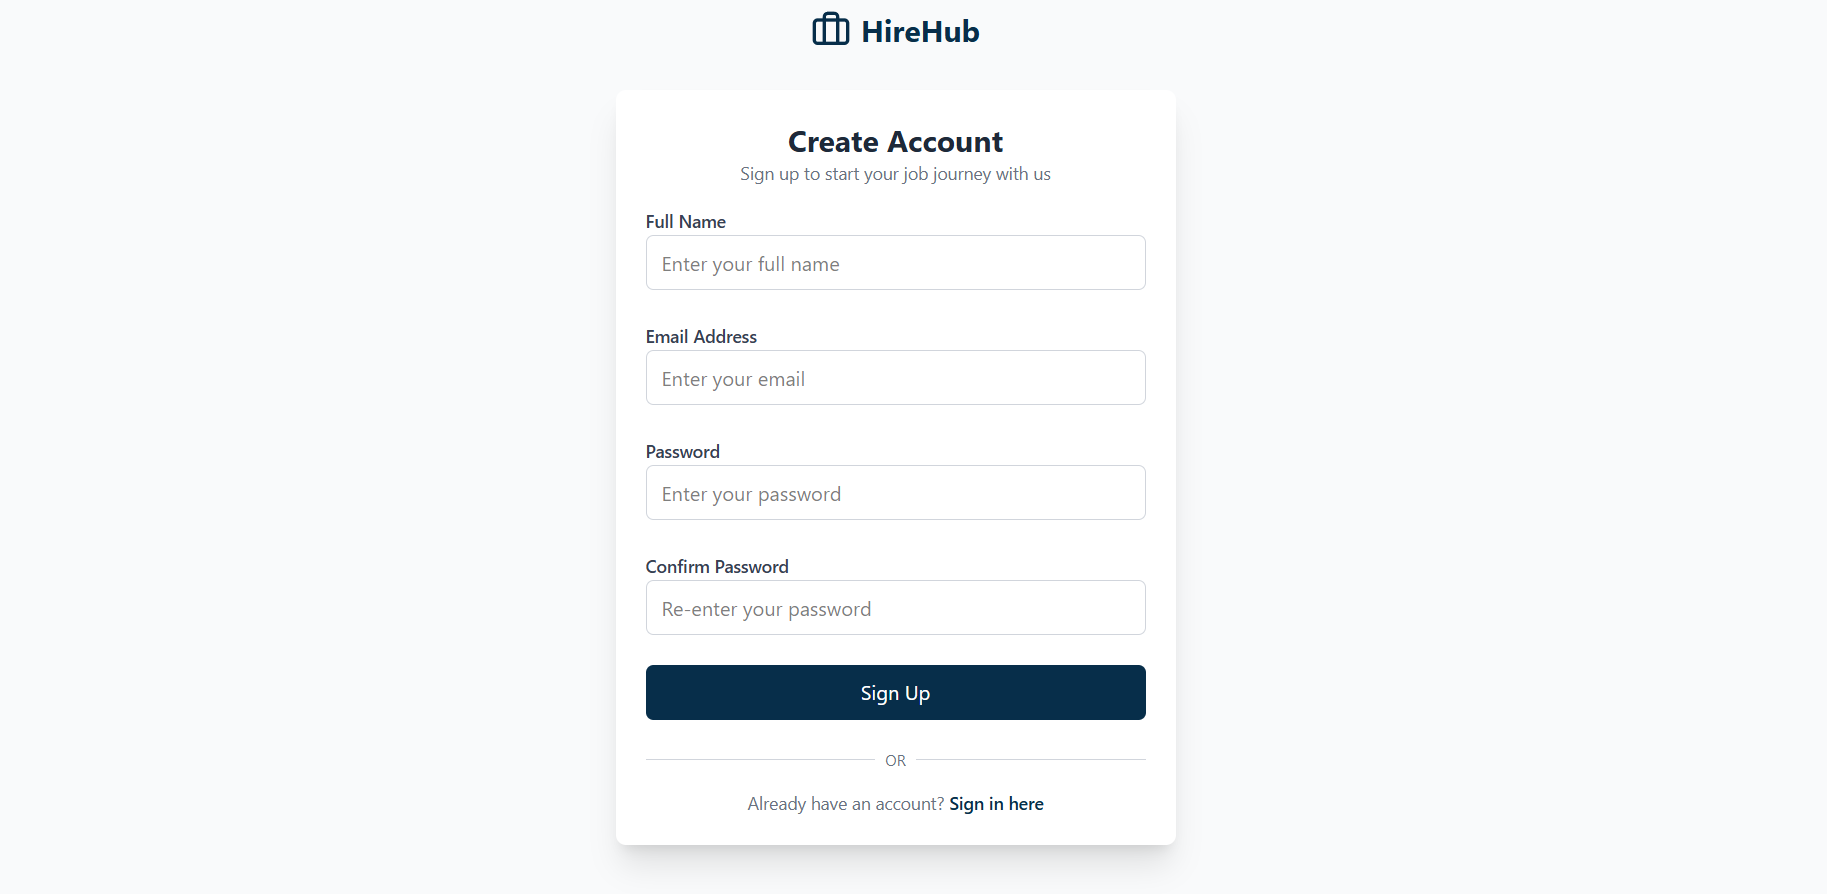 HireHub
Create Account
Sign up to start your job journey with us
Full Name
Enter your full name
Email Address
Enter your email
Password
Enter your password
Confirm Password
Re-enter your password
Sign Up
OR
Already have an account? Sign in here